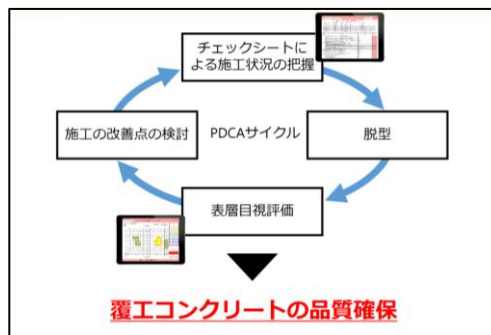 チェックシートに
よる施工状況の把握
施工の改善点の検討
PDCAサイクル
脱型
表層目視評価
覆工コンクリートの品質確保